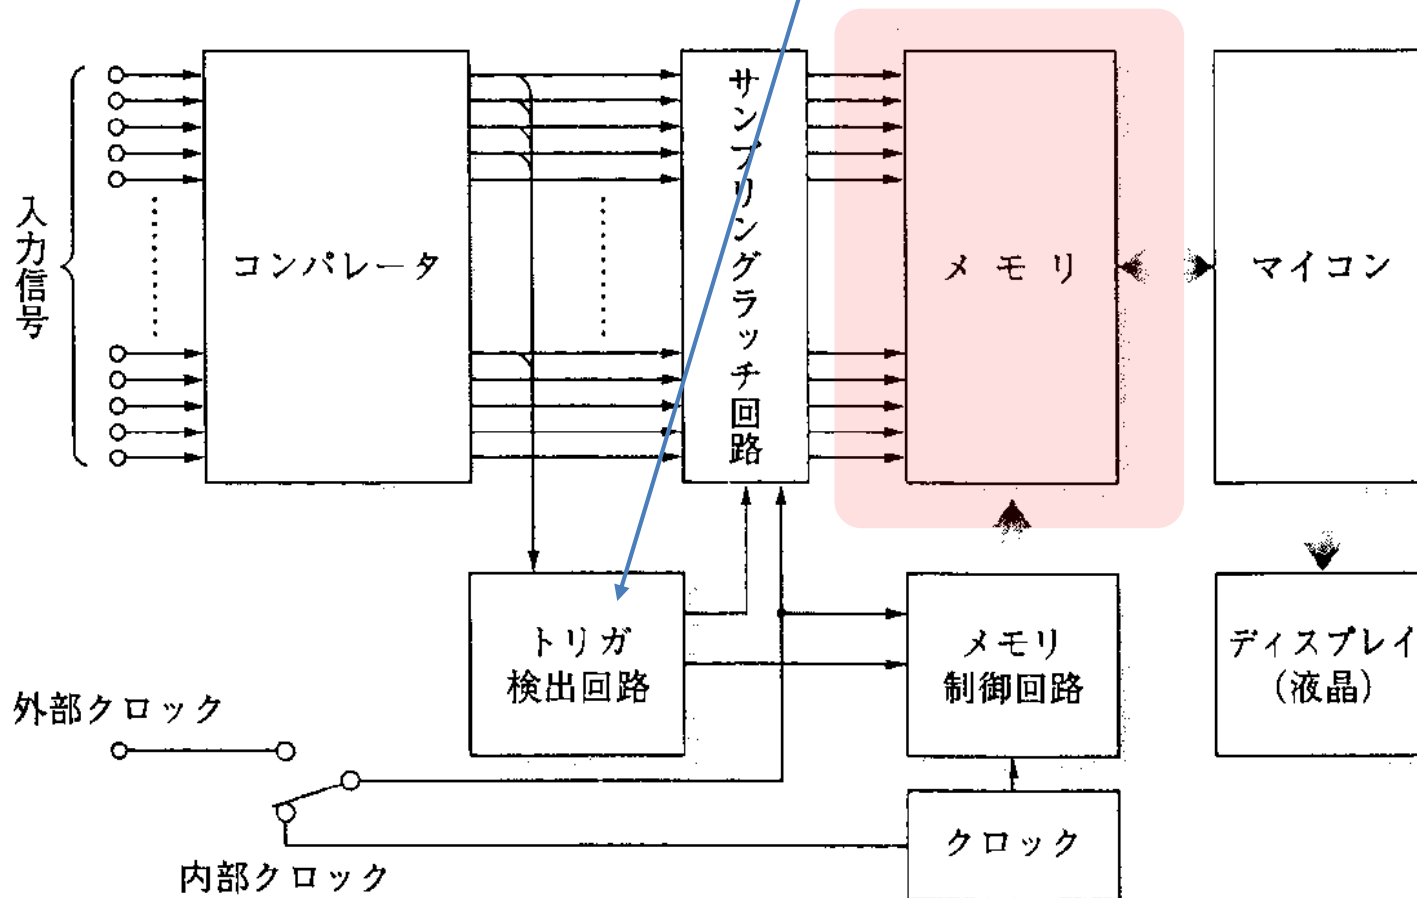 入力信号
コンパレータ
サンプリングラッチ回路
メモリ
マイコン
トリガ
検出回路
メモリ
制御回路
ディスプレイ
(液晶)
外部クロック
内部クロック
クロック